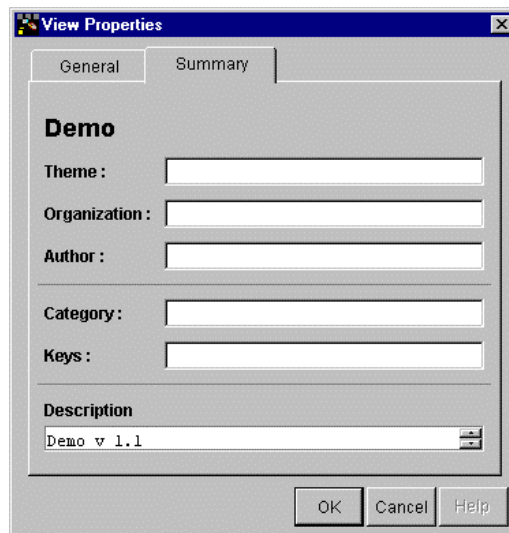 View Properties
General Summary
Demo
Theme :
Organization :
Author :
Category :
Keys :
Description
Demo v 1.1
OK Cancel Help